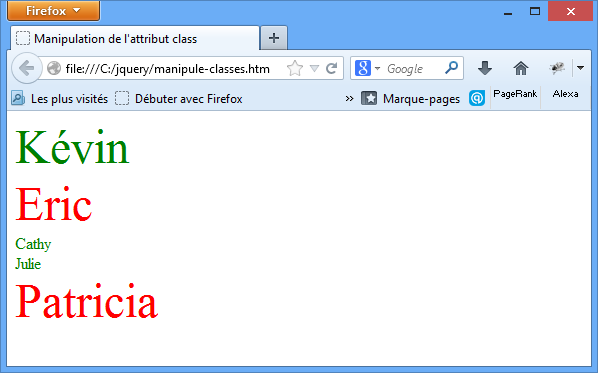 Firefox
Manipulation de l'attribut class
file:///C:/jquery/manipule-classes.htm
Google
Les plus visités Débuter avec Firefox » Marque-pages PageRank Alexa
Kévin
Eric
Cathy
Julie
Patricia